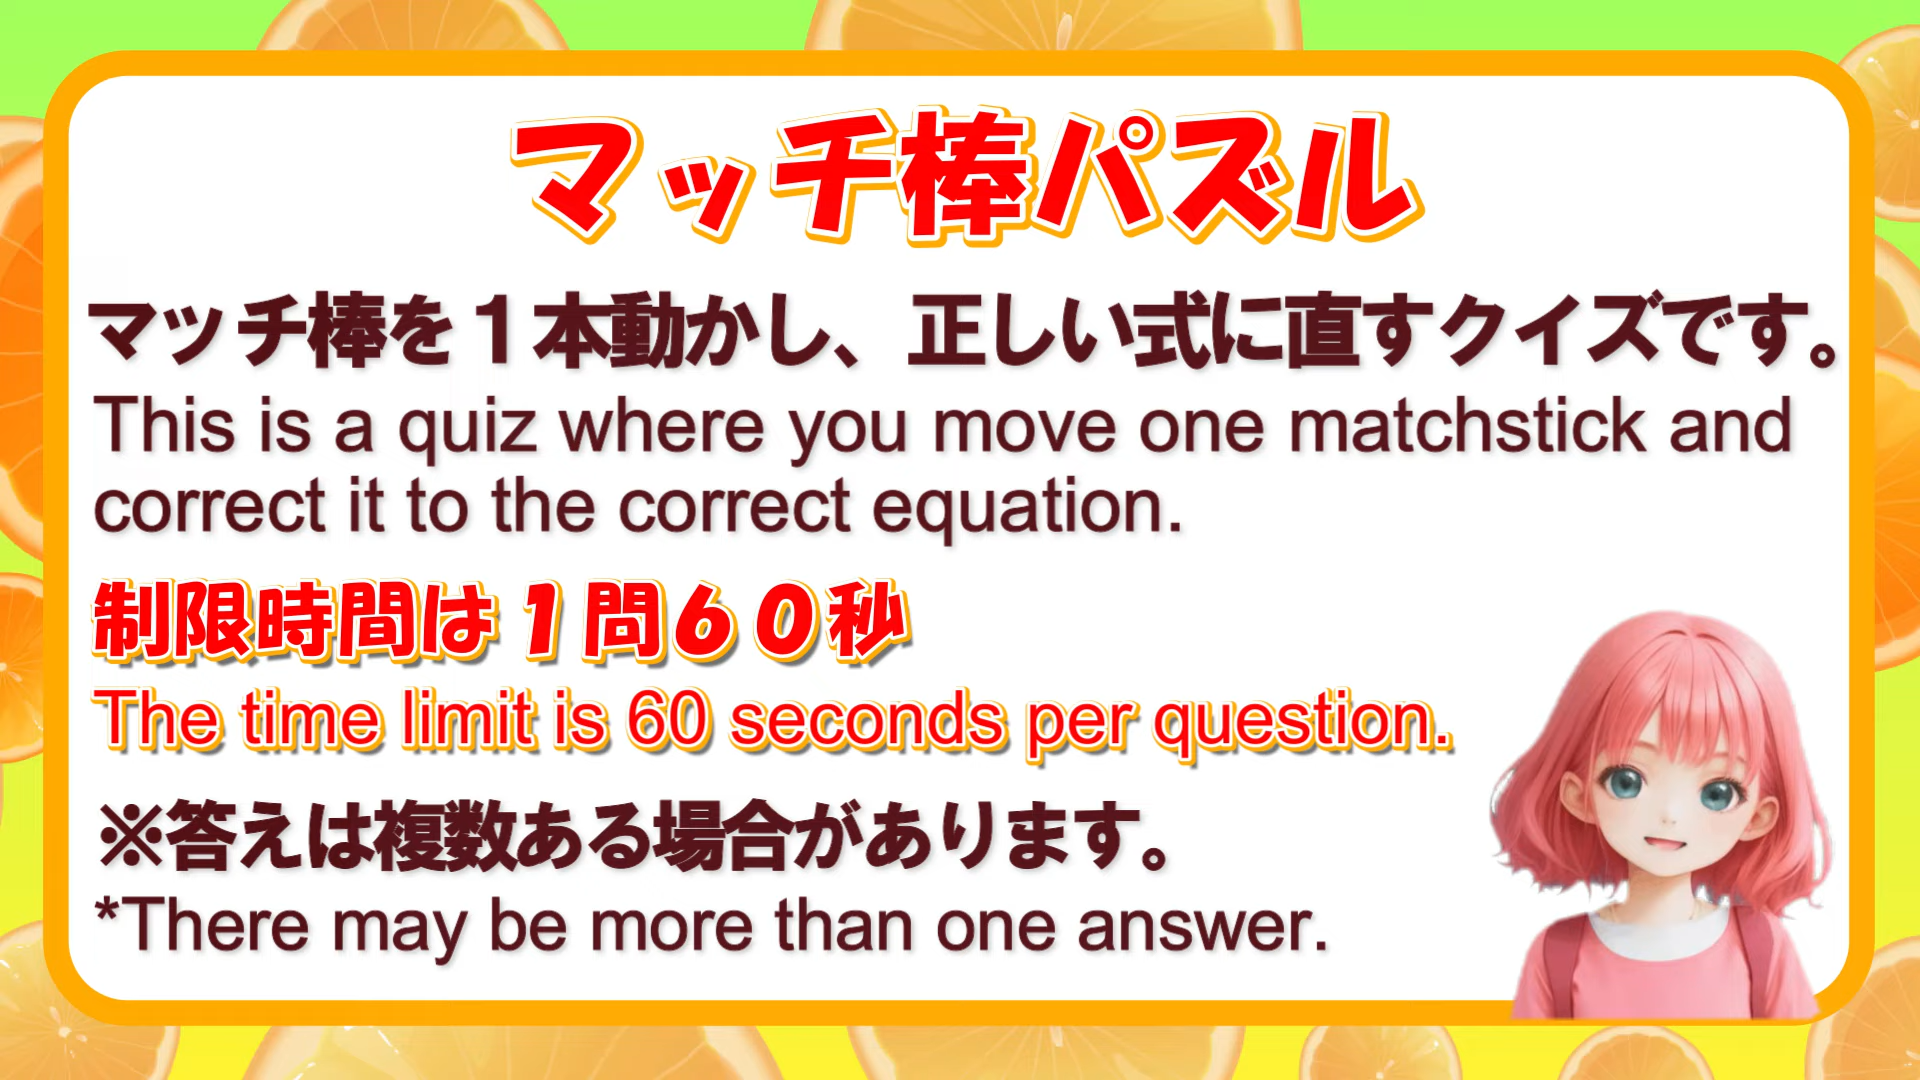 マッチ棒パズル
マッチ棒を１本動かし、正しい式に直すクイズです。
This is a quiz where you move one matchstick and
correct it to the correct equation.
制限時間は１問６０秒
The time limit is 60 seconds per question.
※答えは複数ある場合があります。
*There may be more than one answer.